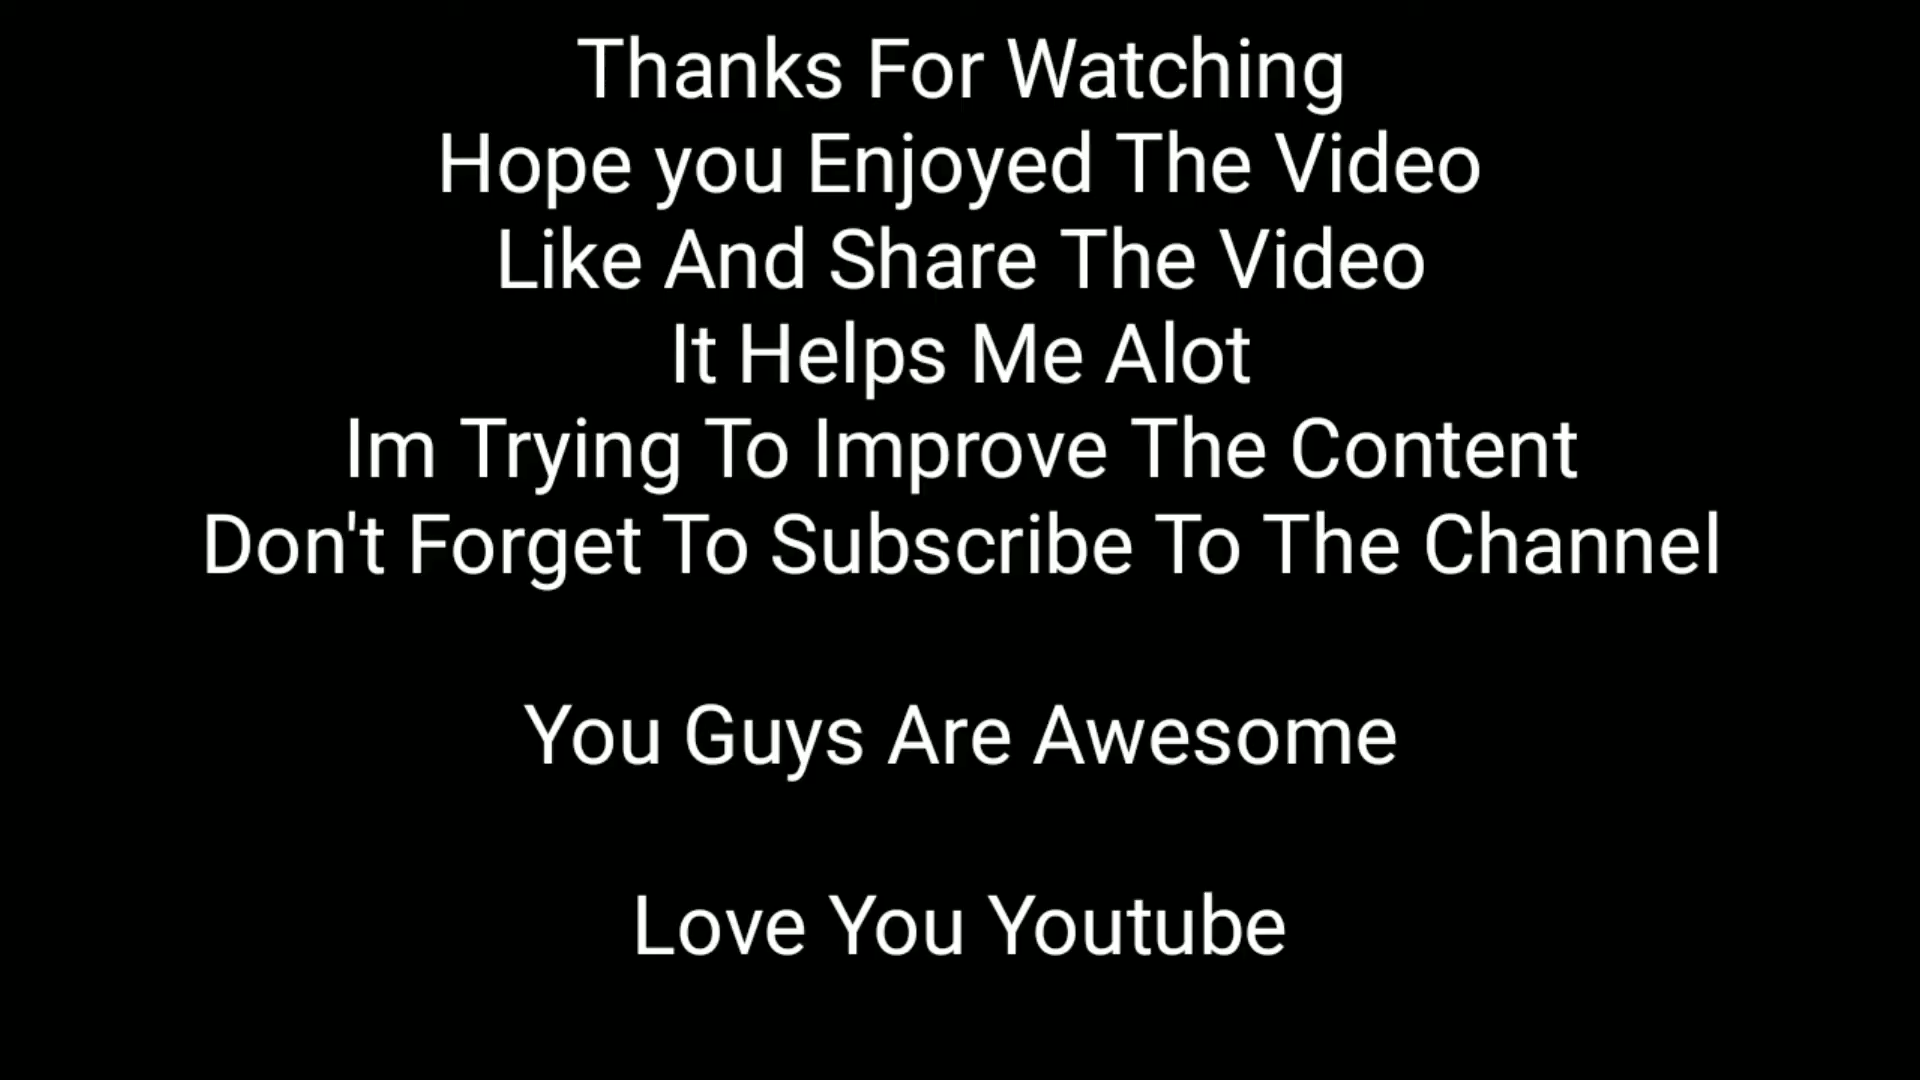 Thanks For Watching
Hope you Enjoyed The Video
Like And Share The Video
It Helps Me Alot
Im Trying To Improve The Content
Don't Forget To Subscribe To The Channel
You Guys Are Awesome
Love You Youtube